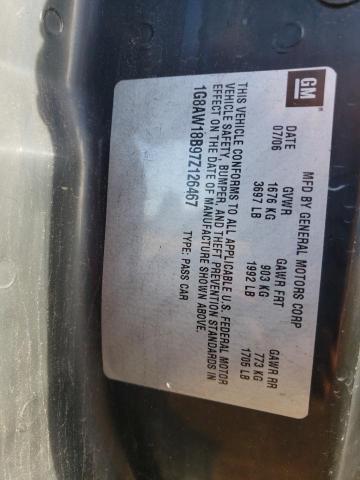 GM
MFD BY GENERAL MOTORS CORP
DATE GVWR GAWR FRT GAWR RR
07/06 1676 KG 903 KG 773 KG
3697 LB 1992 LB 1705 LB
THIS VEHICLE CONFORMS TO ALL APPLICABLE U.S. FEDERAL MOTOR
VEHICLE SAFETY, BUMPER, AND THEFT PREVENTION STANDARDS IN
EFFECT ON THE DATE OF MANUFACTURE SHOWN ABOVE.
1G8AW18B97Z126467 TYPE: PASS CAR